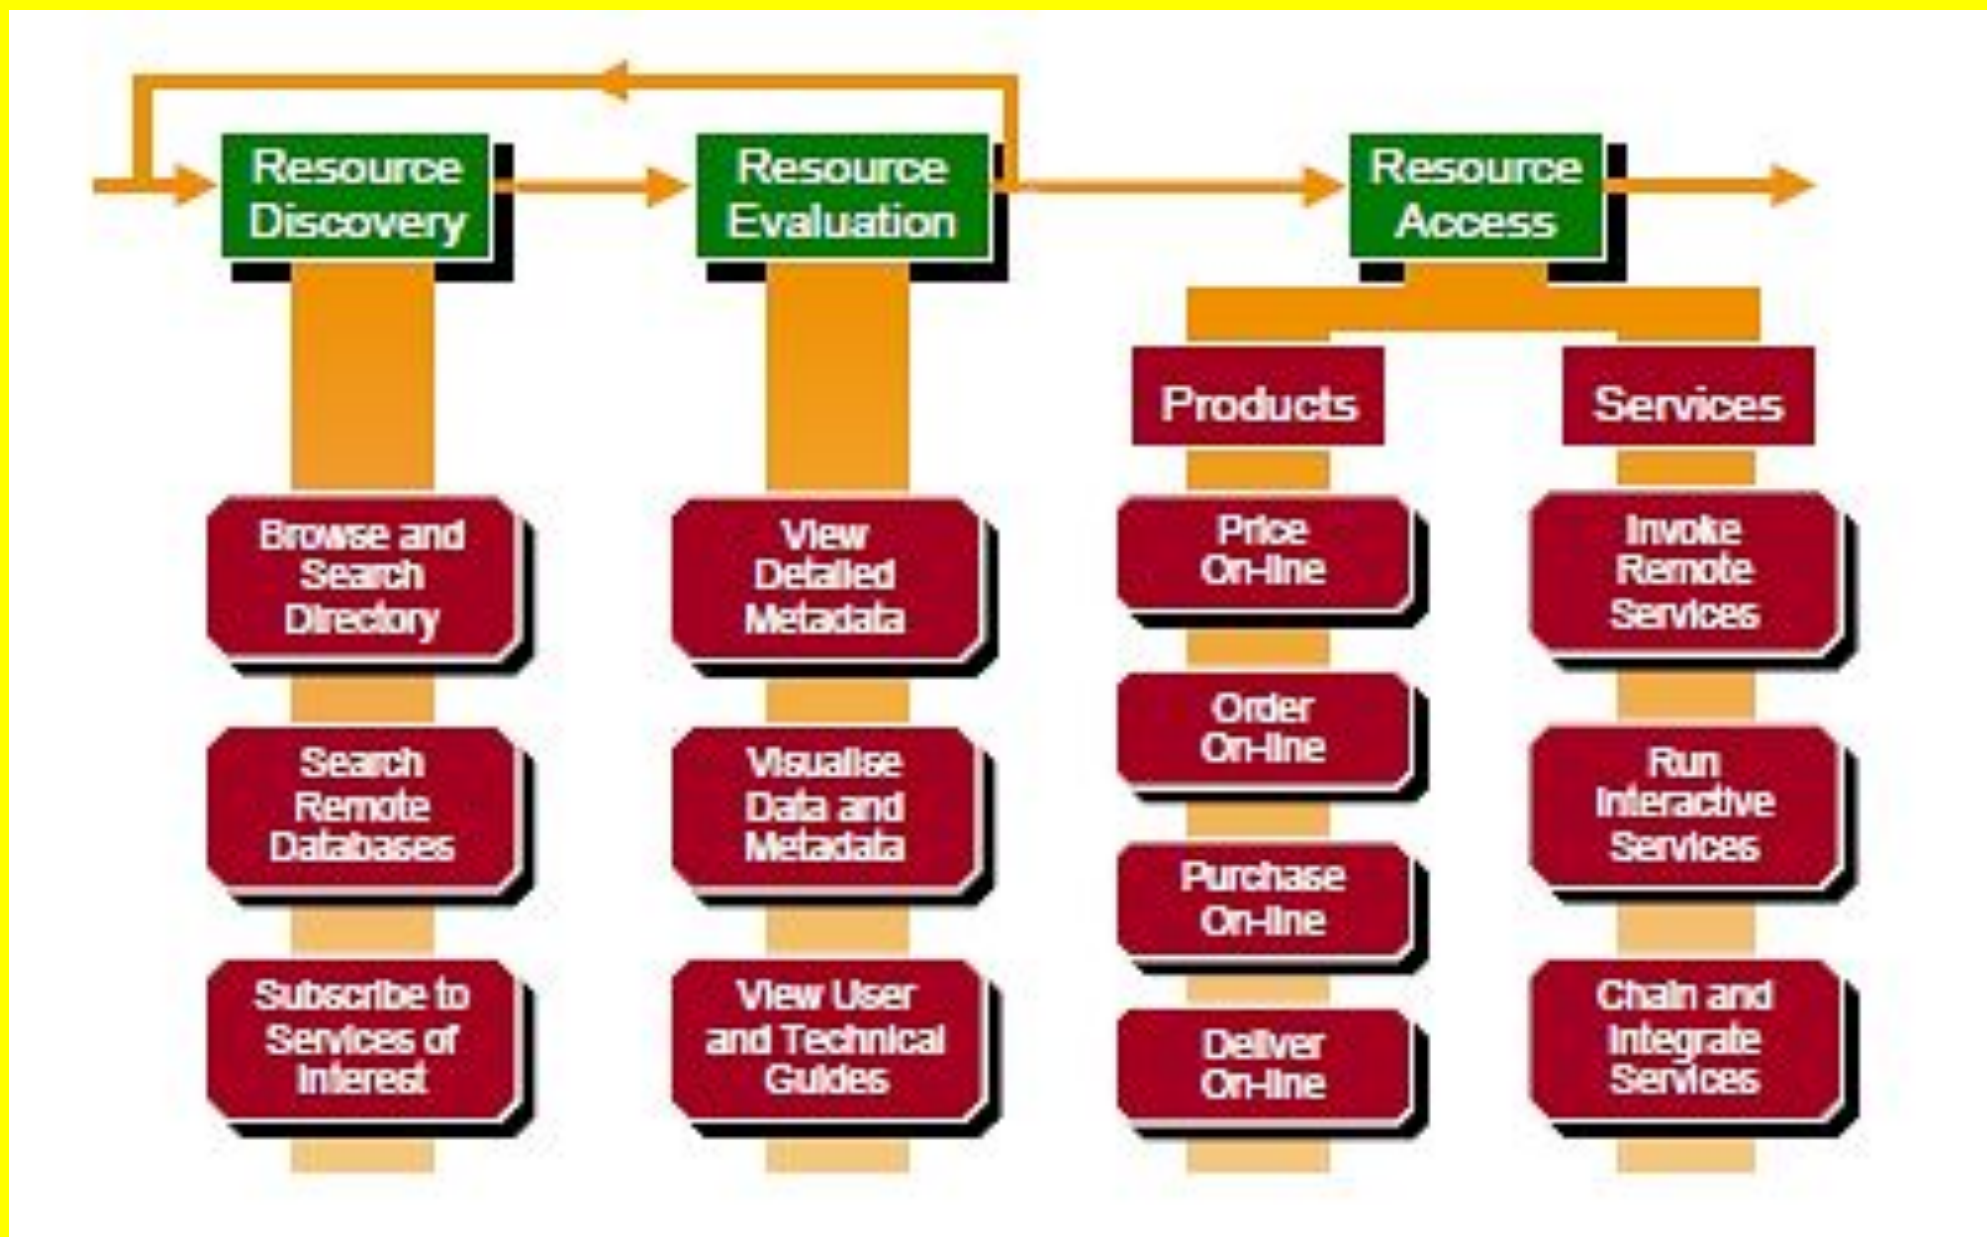 Resource
Discovery
Resource
Evaluation
Resource
Access
Products
Services
Browse and
Search
Directory
Search
Remote
Databases
Subscribe to
Services of
Interest
View
Detailed
Metadata
Visualise
Data and
Metadata
View User
and Technical
Guides
Price
On-line
Order
On-line
Purchase
On-line
Deliver
On-line
Invoke
Remote
Services
Run
Interactive
Services
Chain and
Integrate
Services